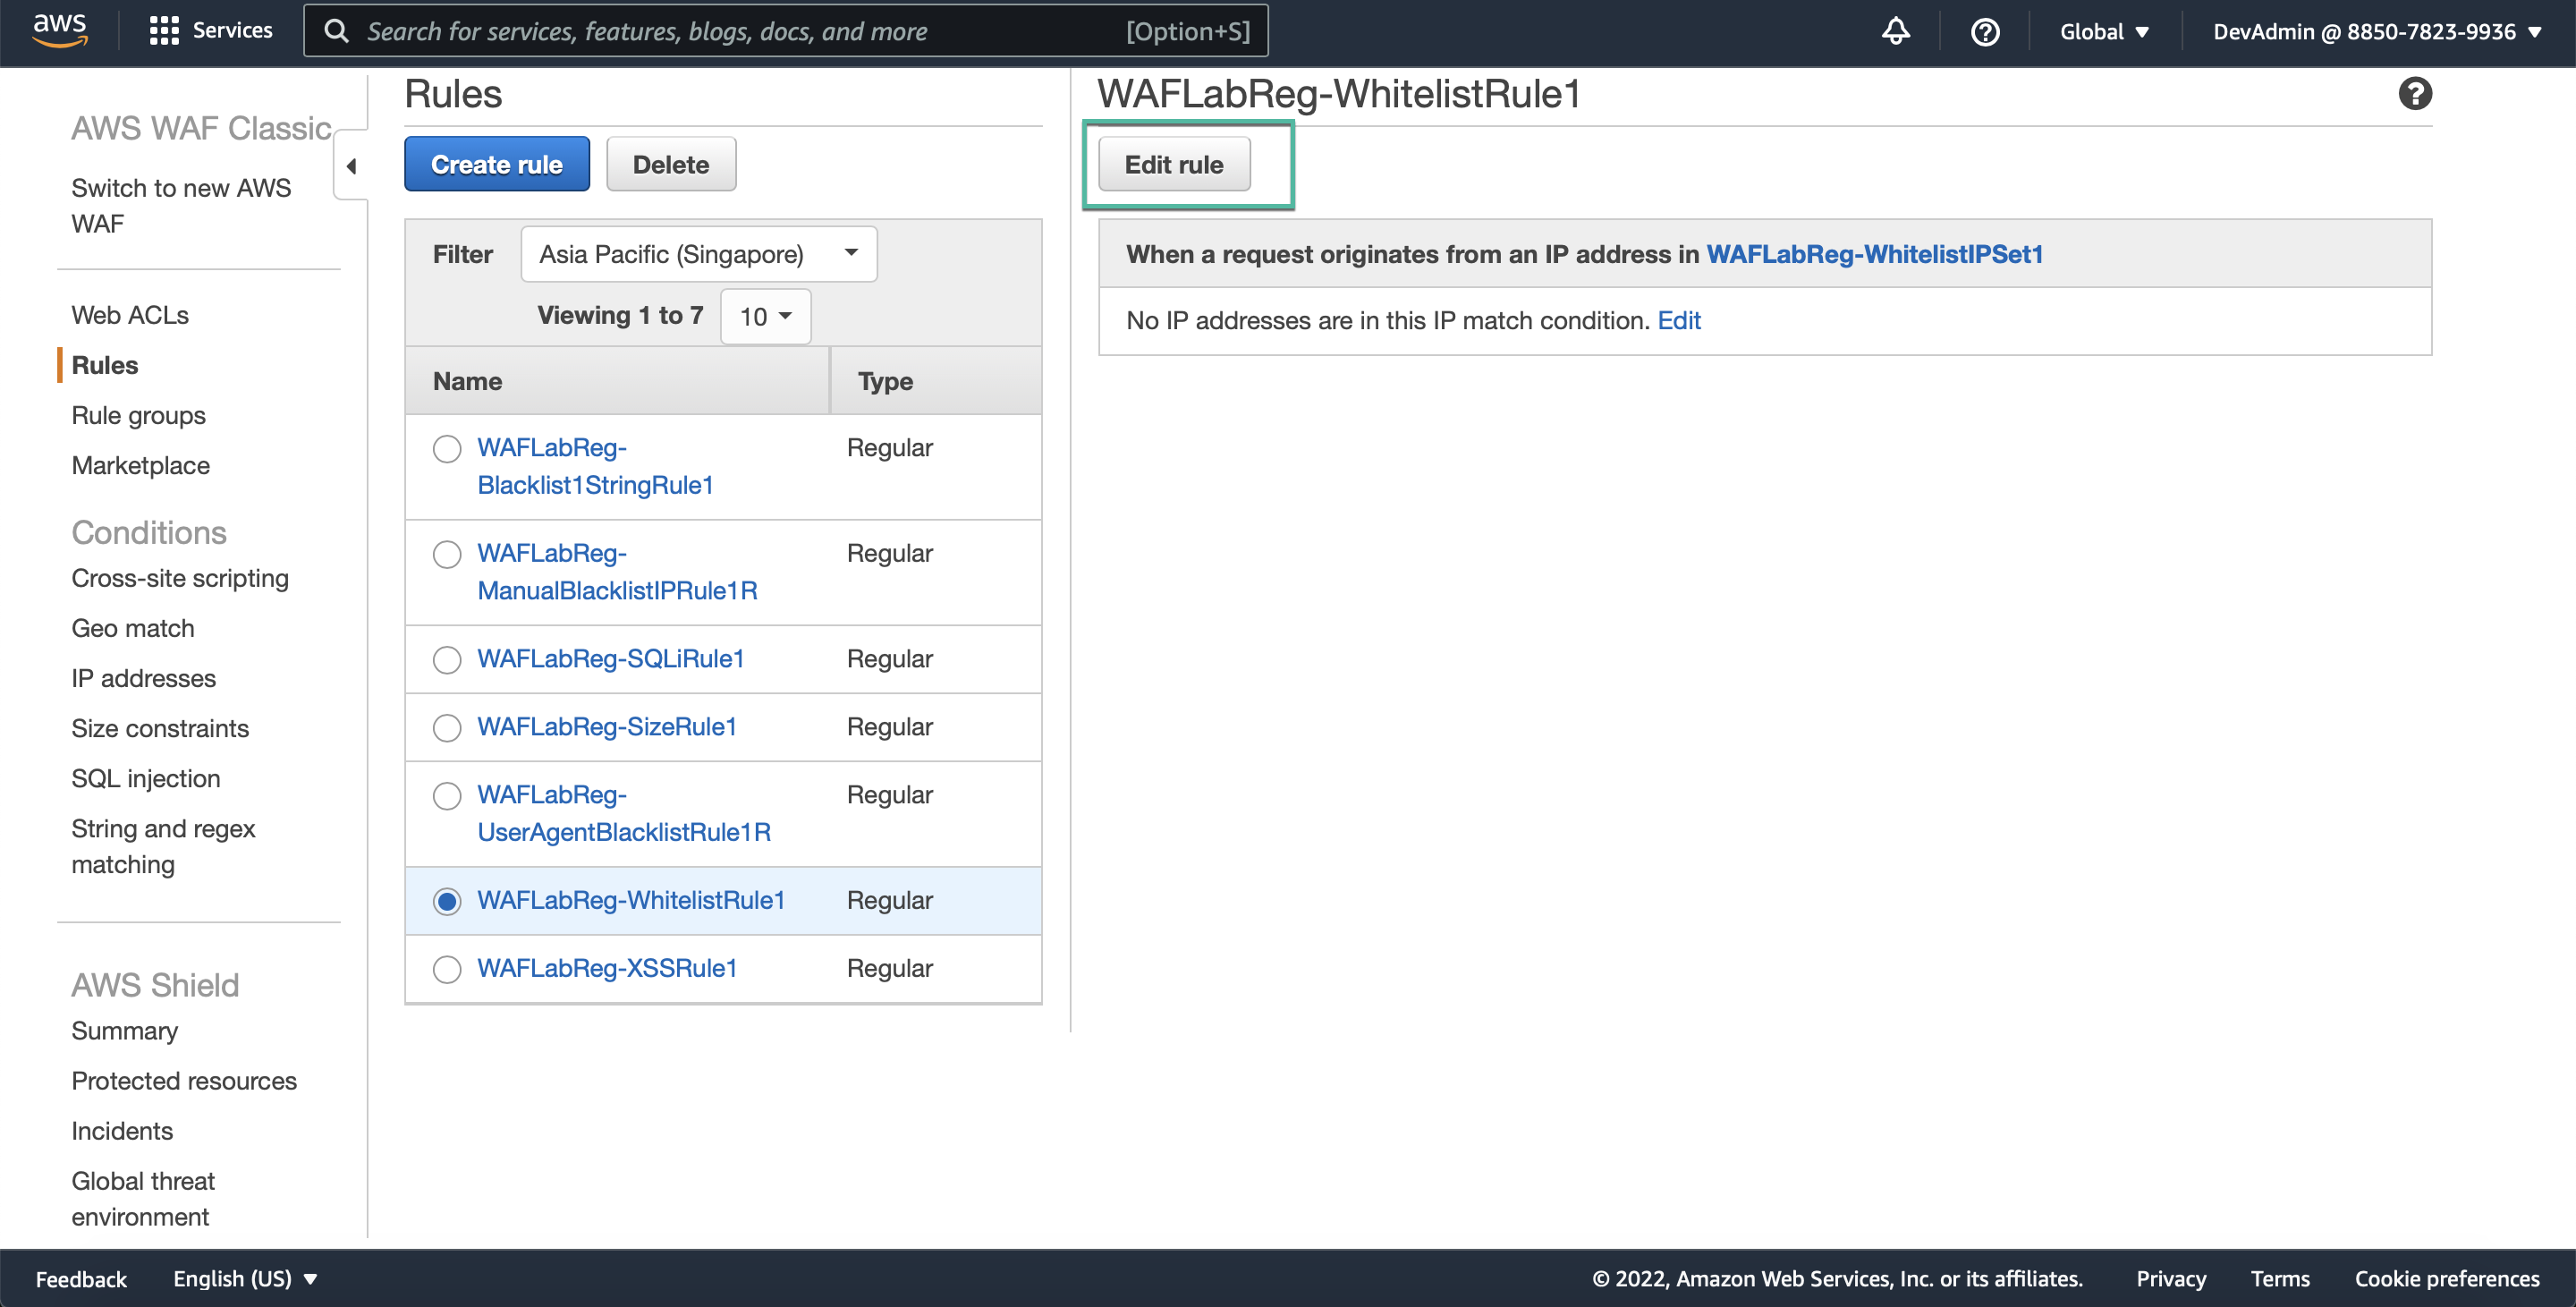 aws
Services
Search for services, features, blogs, docs, and more
[Option+S]
Global
DevAdmin @ 8850-7823-9936
AWS WAF Classic
Switch to new AWS
WAF
Web ACLs
Rules
Rule groups
Marketplace
Conditions
Cross-site scripting
Geo match
IP addresses
Size constraints
SQL injection
String and regex
matching
AWS Shield
Summary
Protected resources
Incidents
Global threat
environment
Rules
Create rule
Delete
Filter
Asia Pacific (Singapore)
Viewing 1 to 7
10
Name
Type
WAFLabReg-
Blacklist1StringRule1
Regular
WAFLabReg-
ManualBlacklistIPRule1R
Regular
WAFLabReg-SQLiRule1
Regular
WAFLabReg-SizeRule1
Regular
WAFLabReg-
UserAgentBlacklistRule1R
Regular
WAFLabReg-WhitelistRule1
Regular
WAFLabReg-XSSRule1
Regular
WAFLabReg-WhitelistRule1
Edit rule
When a request originates from an IP address in WAFLabReg-WhitelistIPSet1
No IP addresses are in this IP match condition. Edit
Feedback
English (US)
© 2022, Amazon Web Services, Inc. or its affiliates.
Privacy
Terms
Cookie preferences